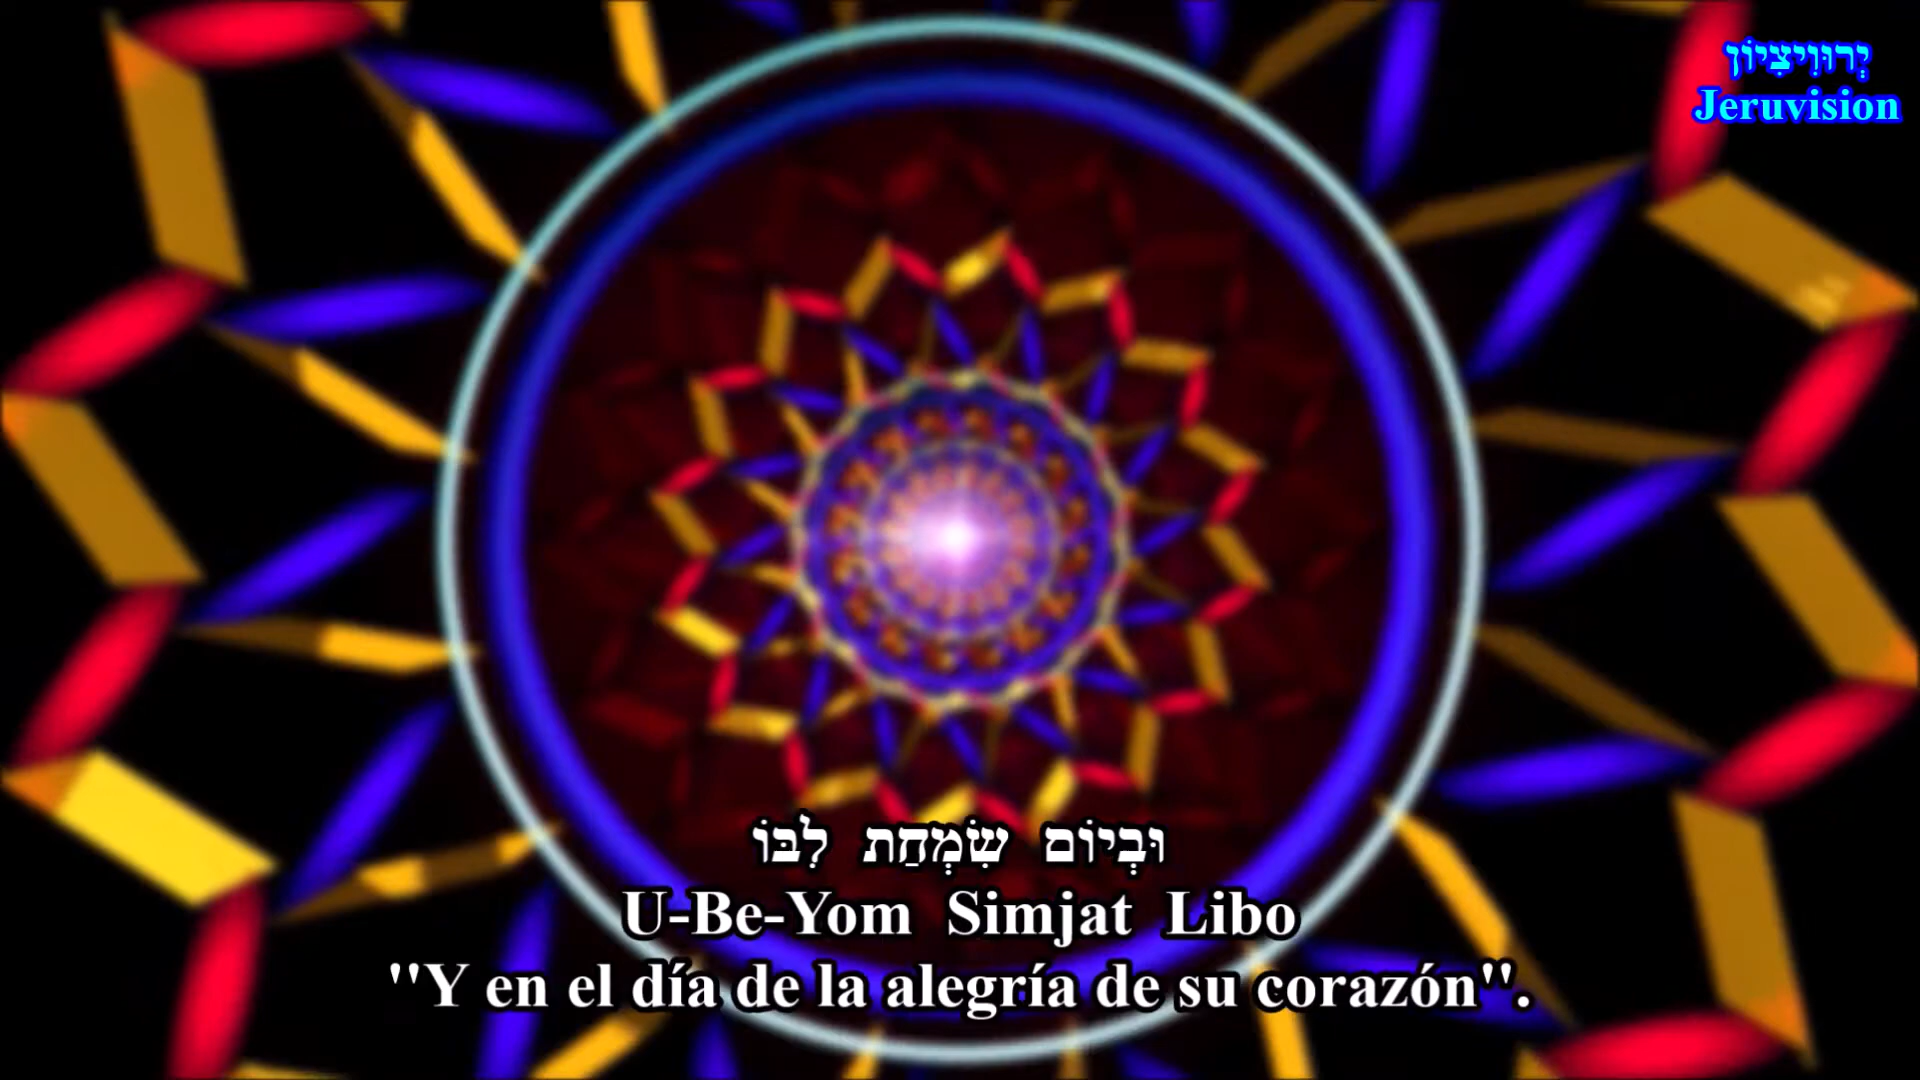 יְרוּוִיצִיוֹן
Jeruvision
וּבְיוֹם שִׂמְחַת לִבּוֹ
U-Be-Yom Simjat Libo
"Y en el día de la alegría de su corazón".